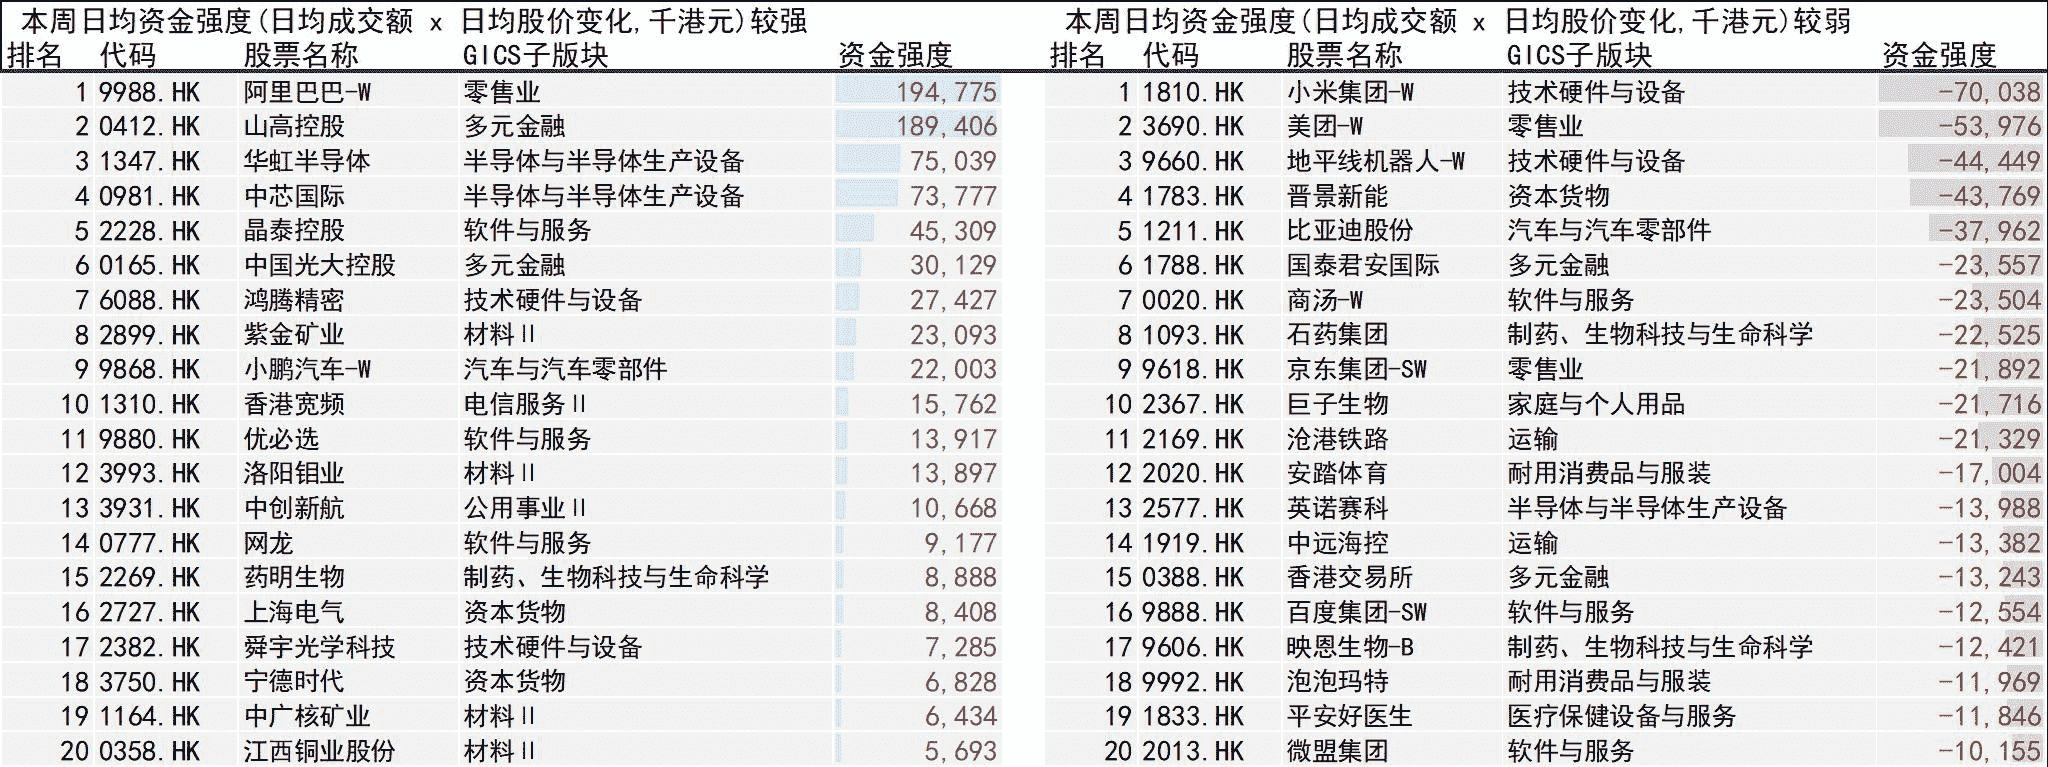 本周日均资金强度(日均成交额 x 日均股价变化,千港元)较强
排名 代码 股票名称 GICS子版块 资金强度
1 9988.HK 阿里巴巴-W 零售业 194,775
2 0412.HK 山高控股 多元金融 189,406
3 1347.HK 华虹半导体 半导体与半导体生产设备 75,039
4 0981.HK 中芯国际 半导体与半导体生产设备 73,777
5 2228.HK 晶泰控股 软件与服务 45,309
6 0165.HK 中国光大控股 多元金融 30,129
7 6088.HK 鸿腾精密 技术硬件与设备 27,427
8 2899.HK 紫金矿业 材料Ⅱ 23,093
9 9868.HK 小鹏汽车-W 汽车与汽车零部件 22,003
10 1310.HK 香港宽频 电信服务Ⅱ 15,762
11 9880.HK 优必选 软件与服务 13,917
12 3993.HK 洛阳钼业 材料Ⅱ 13,897
13 3931.HK 中创新航 公用事业Ⅱ 10,668
14 0777.HK 网龙 软件与服务 9,177
15 2269.HK 药明生物 制药、生物科技与生命科学 8,888
16 2727.HK 上海电气 资本货物 8,408
17 2382.HK 舜宇光学科技 技术硬件与设备 7,285
18 3750.HK 宁德时代 资本货物 6,828
19 1164.HK 中广核矿业 材料Ⅱ 6,434
20 0358.HK 江西铜业股份 材料Ⅱ 5,693
本周日均资金强度(日均成交额 x 日均股价变化,千港元)较弱
排名 代码 股票名称 GICS子版块 资金强度
1 1810.HK 小米集团-W 技术硬件与设备 -70,038
2 3690.HK 美团-W 零售业 -53,976
3 9660.HK 地平线机器人-W 技术硬件与设备 -44,449
4 1783.HK 晋景新能 资本货物 -43,769
5 1211.HK 比亚迪股份 汽车与汽车零部件 -37,962
6 1788.HK 国泰君安国际 多元金融 -23,557
7 0020.HK 商汤-W 软件与服务 -23,504
8 1093.HK 石药集团 制药、生物科技与生命科学 -22,525
9 9618.HK 京东集团-SW 零售业 -21,892
10 2367.HK 巨子生物 家庭与个人用品 -21,716
11 2169.HK 沧港铁路 运输 -21,329
12 2020.HK 安踏体育 耐用消费品与服装 -17,004
13 2577.HK 英诺赛科 半导体与半导体生产设备 -13,988
14 1919.HK 中远海控 运输 -13,382
15 0388.HK 香港交易所 多元金融 -13,243
16 9888.HK 百度集团-SW 软件与服务 -12,554
17 9606.HK 映恩生物-B 制药、生物科技与生命科学 -12,421
18 9992.HK 泡泡玛特 耐用消费品与服装 -11,969
19 1833.HK 平安好医生 医疗保健设备与服务 -11,846
20 2013.HK 微盟集团 软件与服务 -10,155